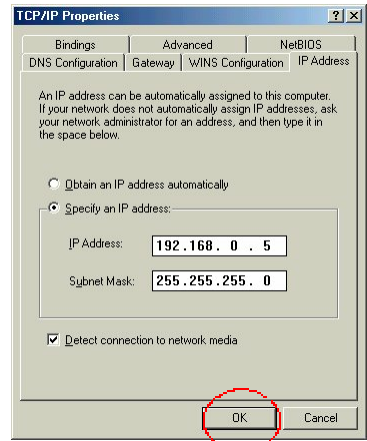 TCP/IP Properties
Bindings Advanced NetBIOS
DNS Configuration Gateway WINS Configuration IP Address
An IP address can be automatically assigned to this computer.
If your network does not automatically assign IP addresses, ask
your network administrator for an address, and then type it in
the space below.
Obtain an IP address automatically
Specify an IP address:
IP Address: 192.168. 0 . 5
Subnet Mask: 255.255.255. 0
Detect connection to network media
OK Cancel